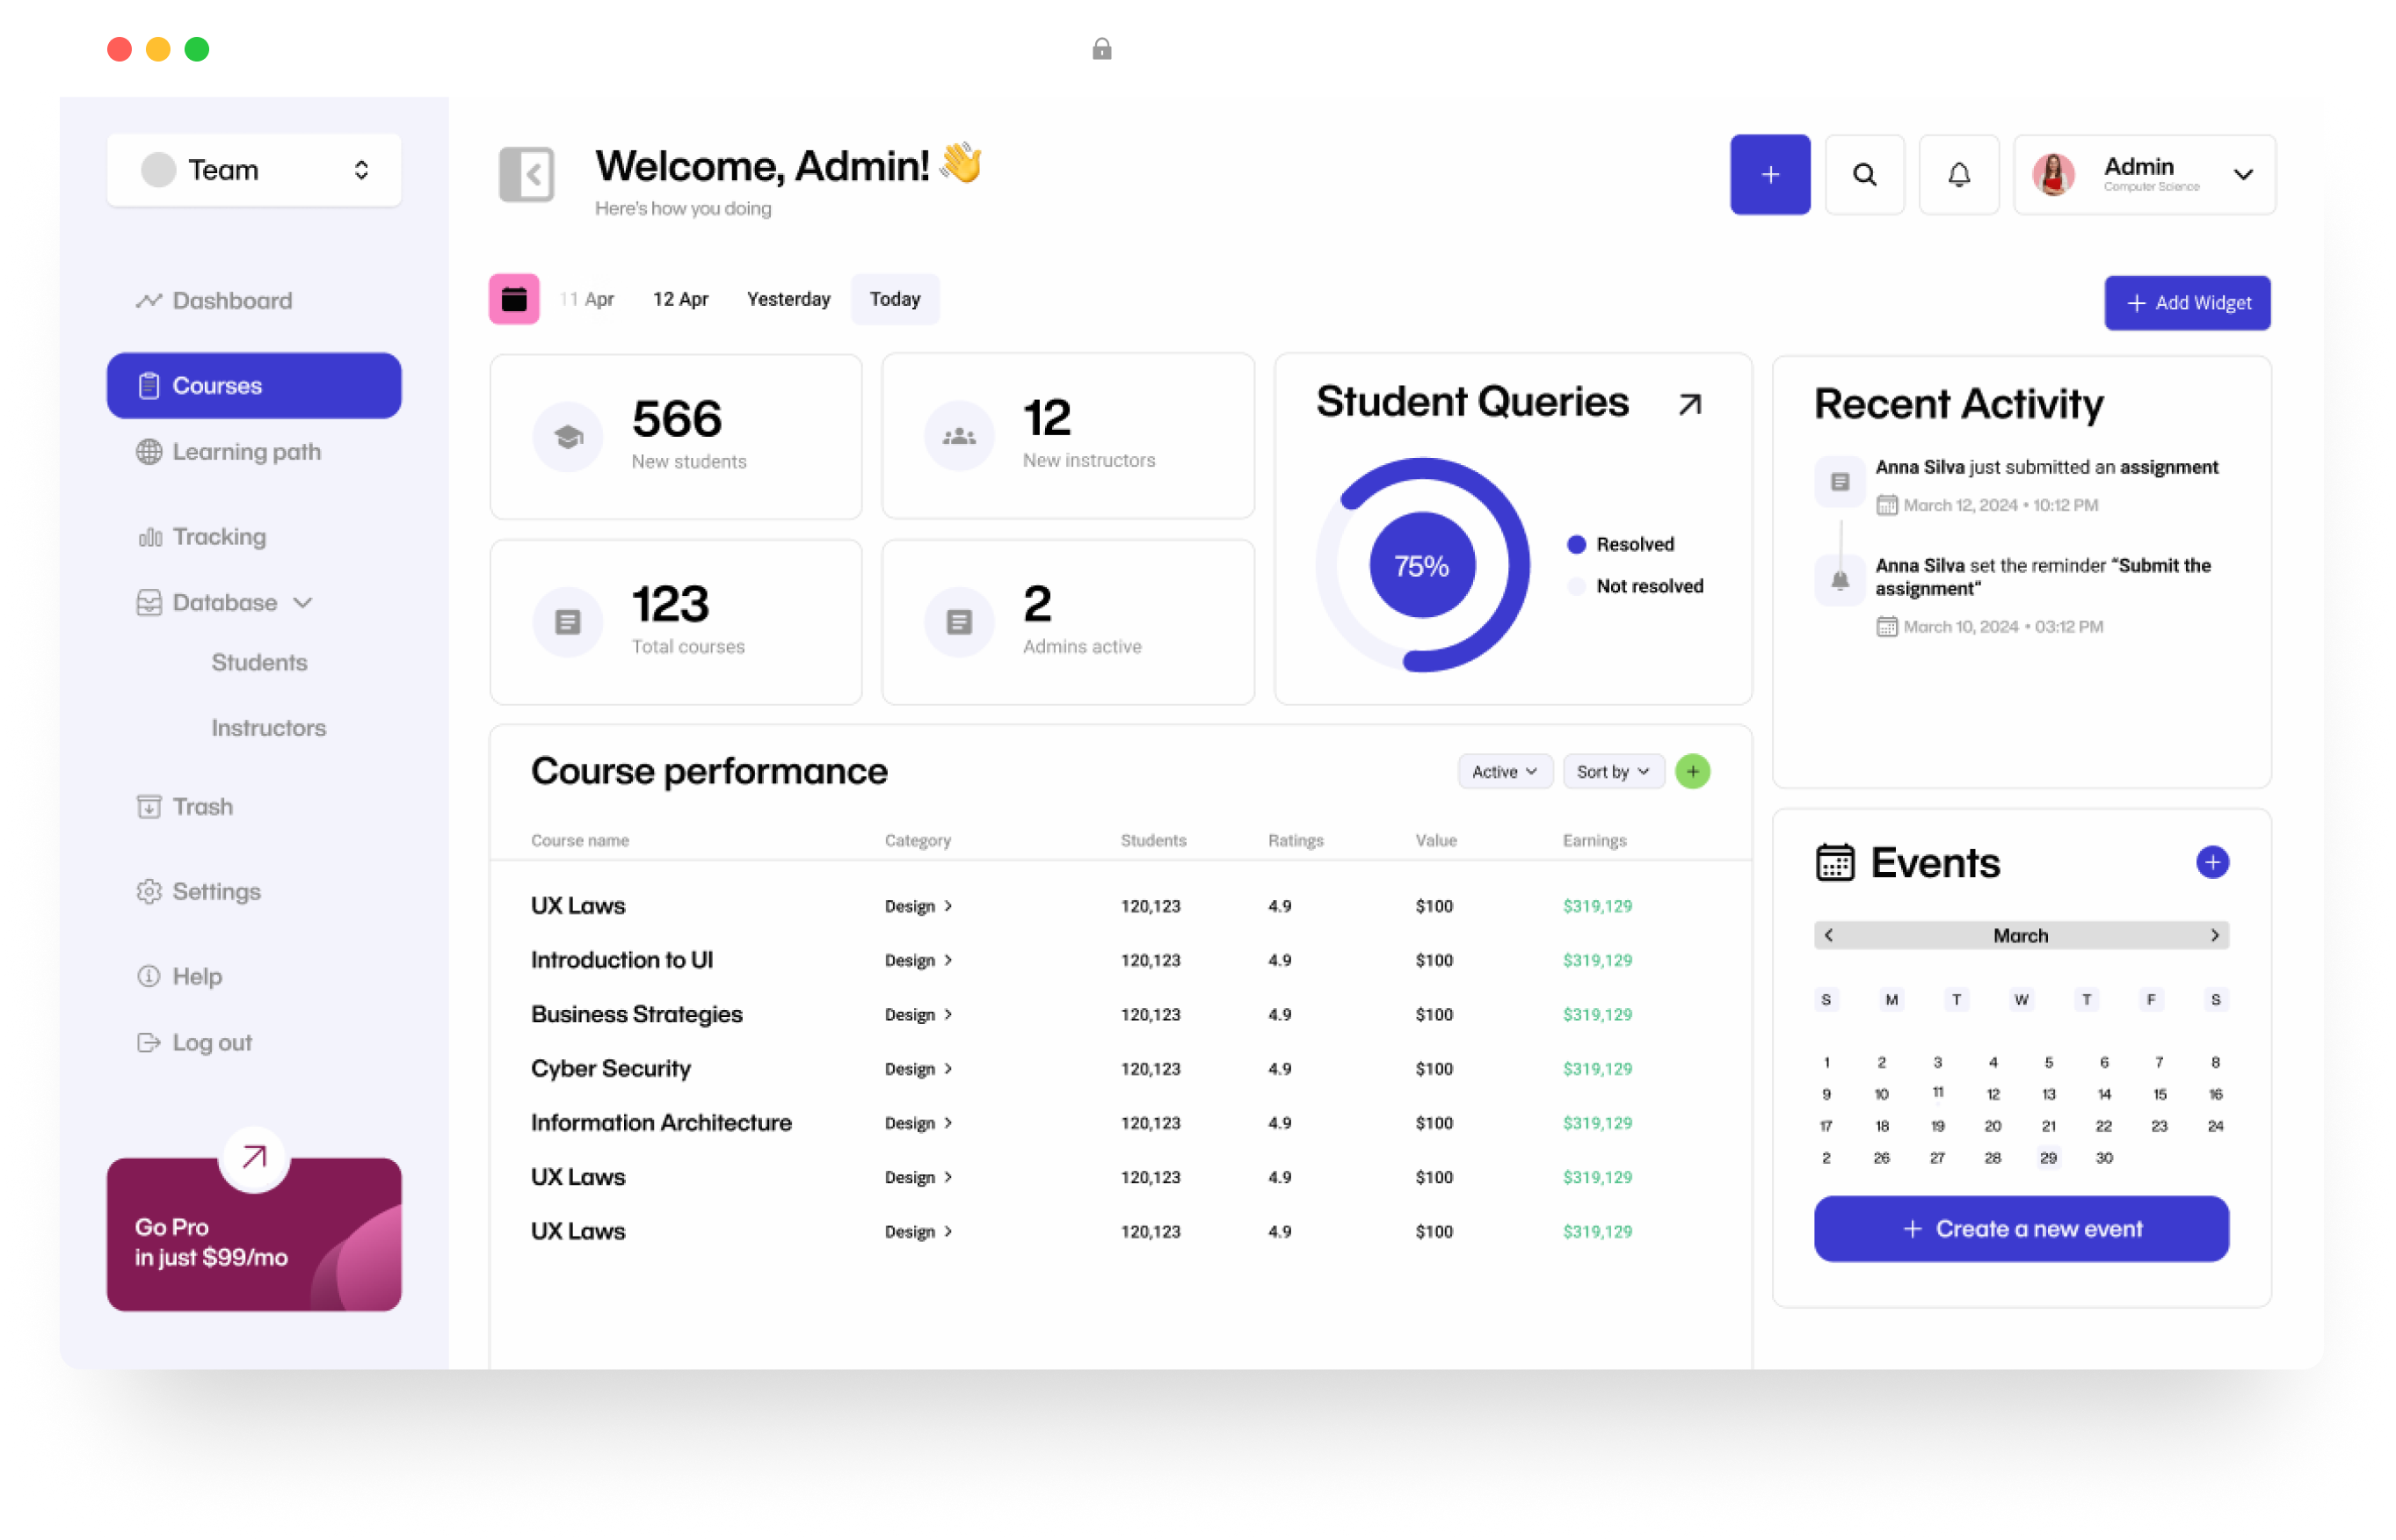 Team
Dashboard
Courses
Learning path
Tracking
Database
Students
Instructors
Trash
Settings
Help
Log out
Go Pro
in just $99/mo
Welcome, Admin! 👋
Here's how you doing
Admin
Computer Science
11 Apr 12 Apr Yesterday Today
Add Widget
566
New students
12
New instructors
123
Total courses
2
Admins active
Student Queries
75%
Resolved
Not resolved
Recent Activity
Anna Silva just submitted an assignment
March 12, 2024 • 10:12 PM
Anna Silva set the reminder “Submit the
assignment“
March 10, 2024 • 03:12 PM
Course performance
Active Sort by
Course name Category Students Ratings Value Earnings
UX Laws Design 120,123 4.9 $100 $319,129
Introduction to UI Design 120,123 4.9 $100 $319,129
Business Strategies Design 120,123 4.9 $100 $319,129
Cyber Security Design 120,123 4.9 $100 $319,129
Information Architecture Design 120,123 4.9 $100 $319,129
UX Laws Design 120,123 4.9 $100 $319,129
UX Laws Design 120,123 4.9 $100 $319,129
Events
March
S M T W T F S
1 2 3 4 5 6 7 8
9 10 11 12 13 14 15 16
17 18 19 20 21 22 23 24
2 26 27 28 29 30
Create a new event